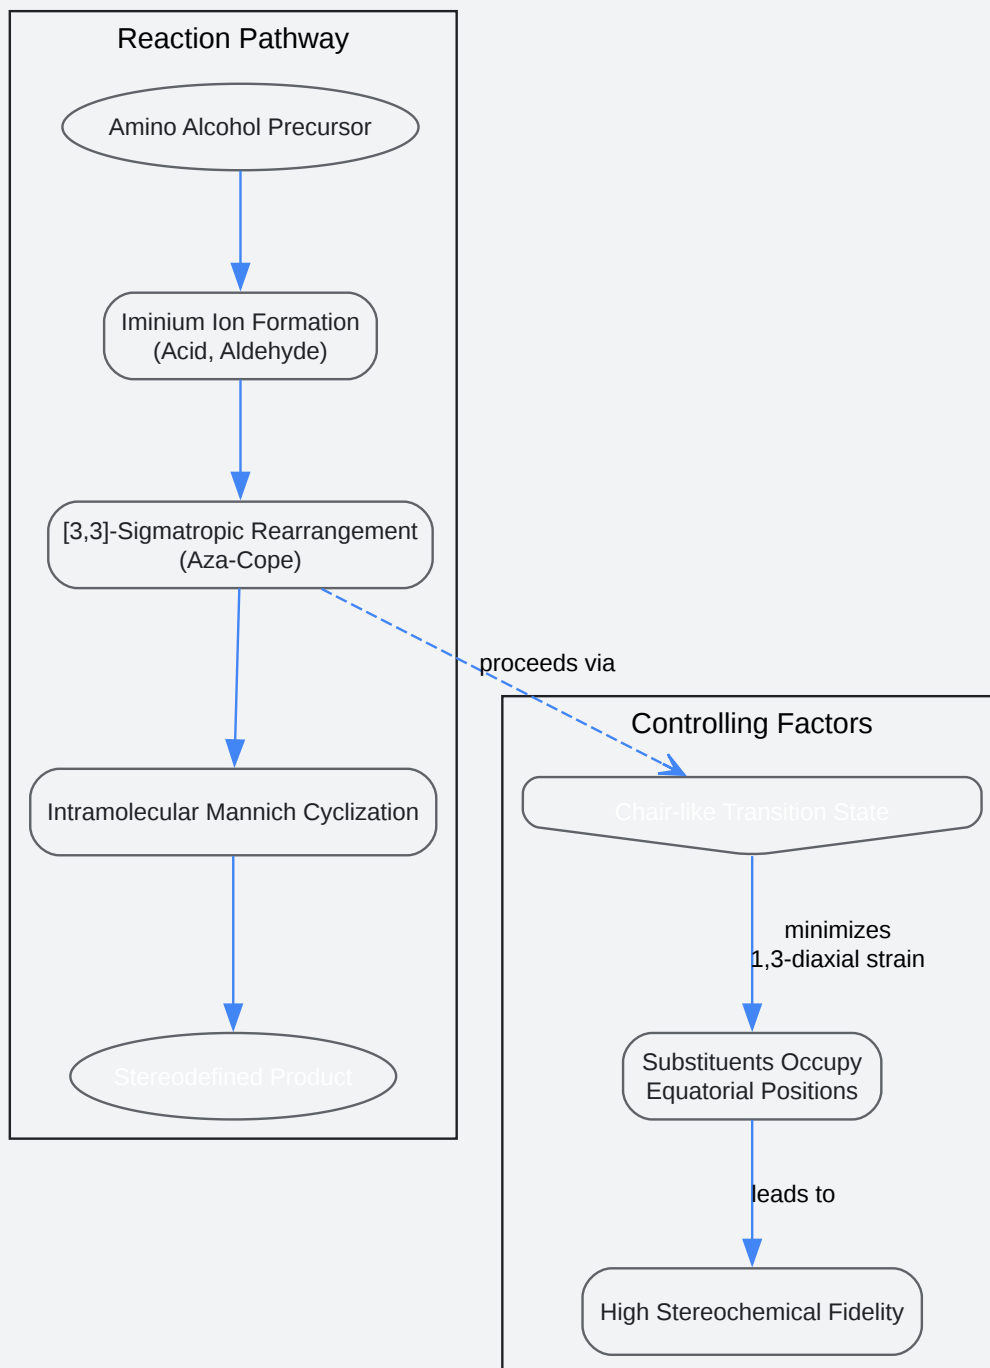 Reaction Pathway
Amino Alcohol Precursor
Iminium Ion Formation
(Acid, Aldehyde)
[3,3]-Sigmatropic Rearrangement
(Aza-Cope)
Intramolecular Mannich Cyclization
Stereodefined Product
proceeds via
Controlling Factors
Chair-like Transition State
minimizes
1,3-diaxial strain
Substituents Occupy
Equatorial Positions
leads to
High Stereochemical Fidelity